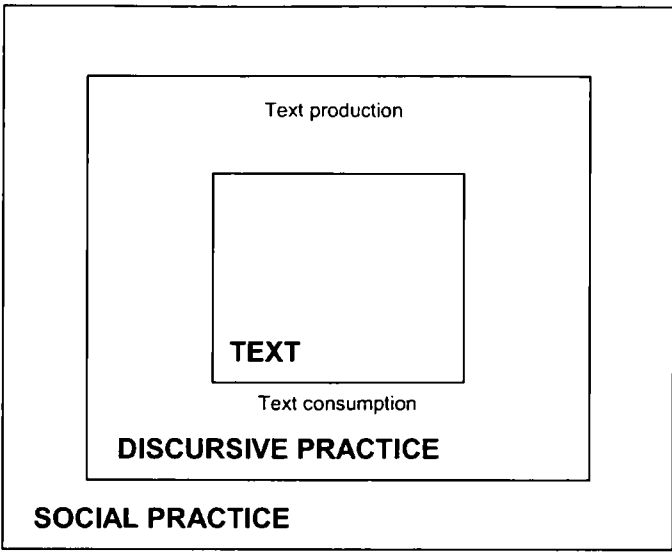 Text production
TEXT
Text consumption
DISCURSIVE PRACTICE
SOCIAL PRACTICE